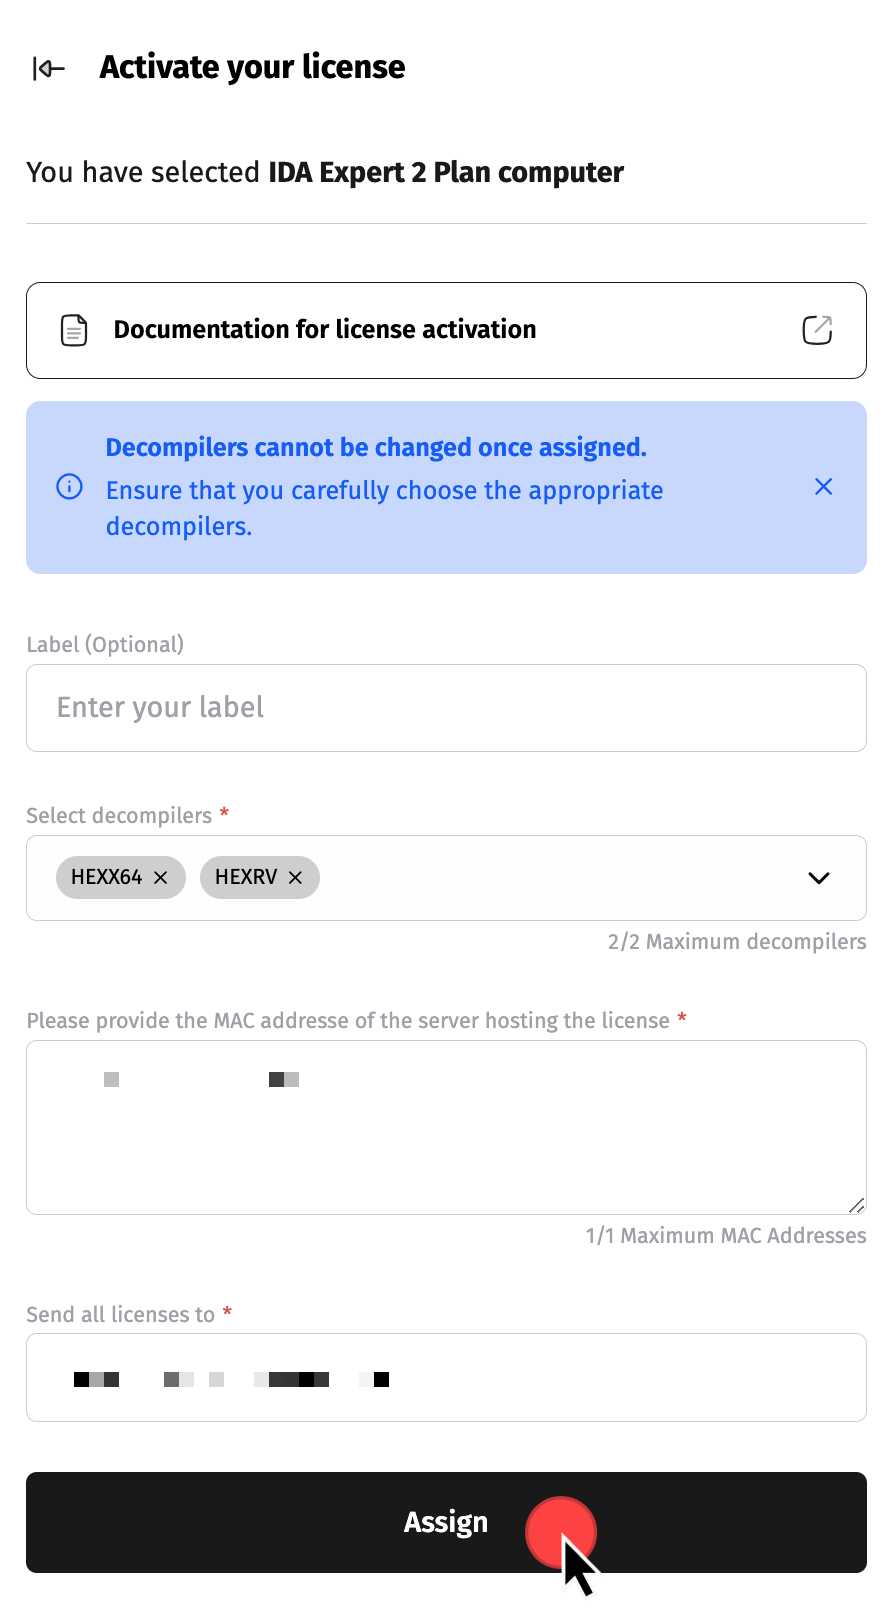 Activate your license
You have selected IDA Expert 2 Plan computer
Documentation for license activation
Decompilers cannot be changed once assigned.
Ensure that you carefully choose the appropriate
decompilers.
Label (Optional)
Enter your label
Select decompilers *
HEXX64 HEXRV
2/2 Maximum decompilers
Please provide the MAC addresse of the server hosting the license *
1/1 Maximum MAC Addresses
Send all licenses to *
Assign